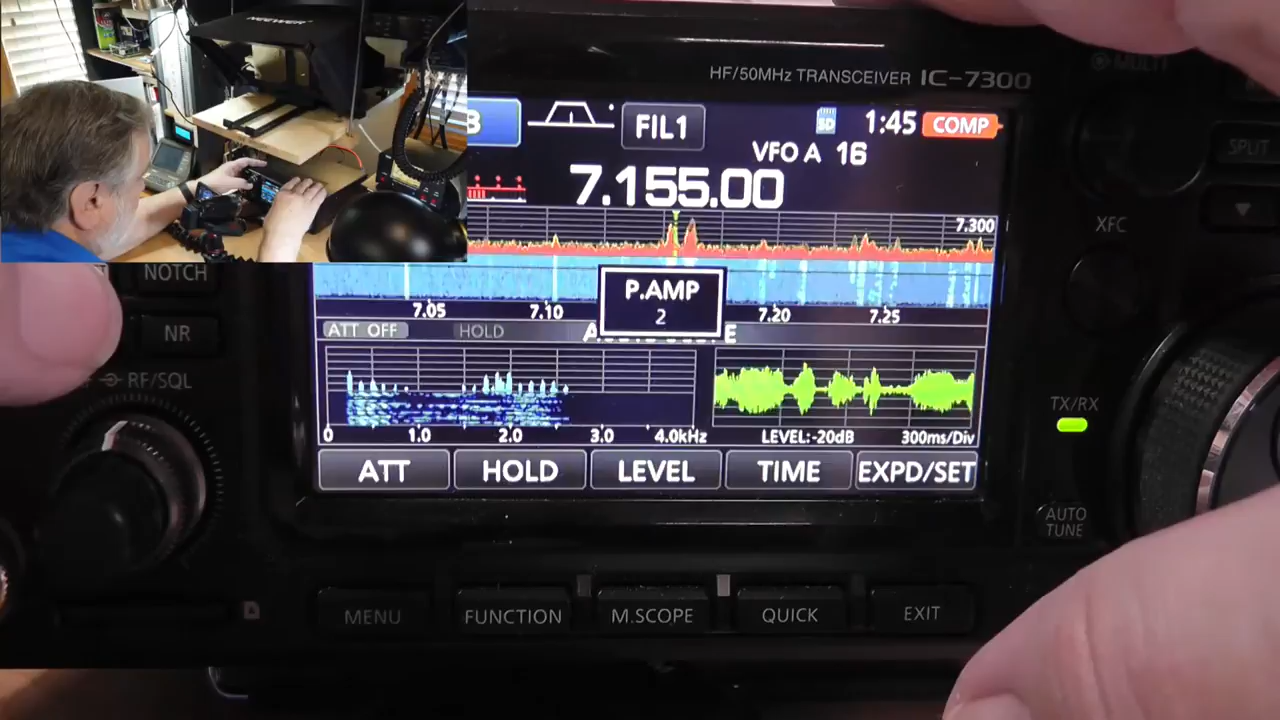 NEEWER
HF/50MHz TRANSCEIVER IC-7300
MULTI
B FIL1 SD 1:45 COMP
VFO A 16
7.155.00
7.300
P.AMP
2
7.05 7.10 7.20 7.25
ATT OFF HOLD
0 1.0 2.0 3.0 4.0kHz LEVEL:-20dB 300ms/Div
ATT HOLD LEVEL TIME EXPD/SET
NOTCH
NR
RF/SQL
SPLIT
XFC
TX/RX
AUTO
TUNE
MENU FUNCTION M.SCOPE QUICK EXIT